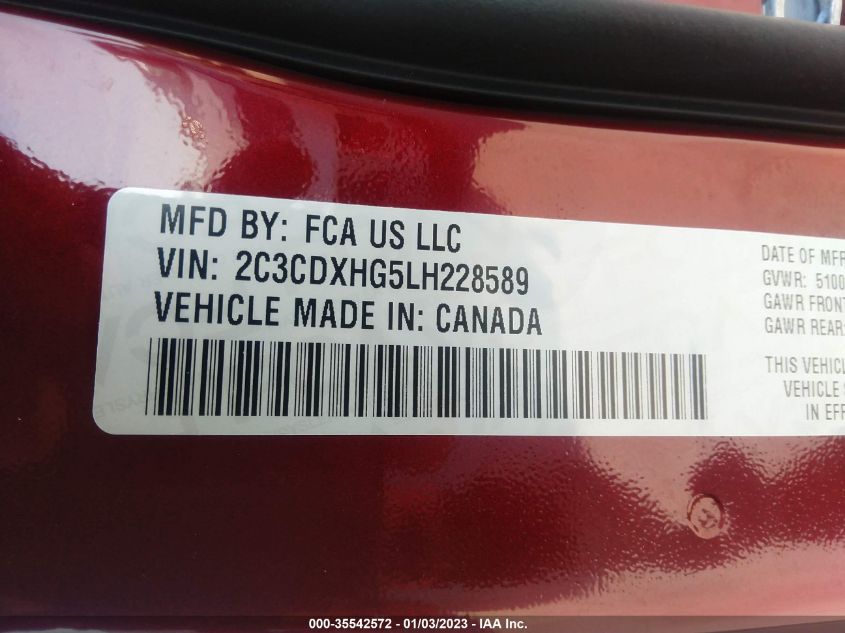 MFD BY: FCA US LLC
VIN: 2C3CDXHG5LH228589
VEHICLE MADE IN: CANADA
DATE OF MFR
GVWR: 5100
GAWR FRONT
GAWR REAR:
THIS VEHICL
VEHICLE
IN EFF
000-35542572 - 01/03/2023 - IAA Inc.